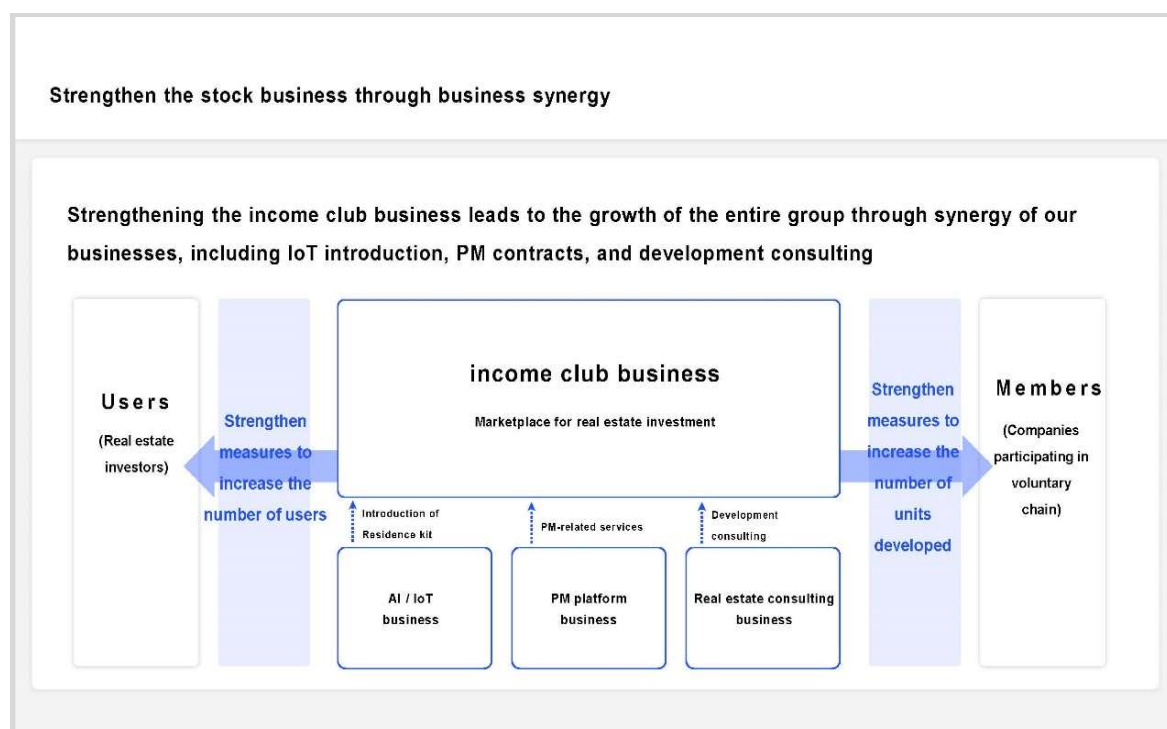 Strengthen the stock business through business synergy
Strengthening the income club business leads to the growth of the entire group through synergy of our
businesses, including IoT introduction, PM contracts, and development consulting
Users
(Real estate
investors)
Strengthen
measures to
increase the
number of users
income club business
Marketplace for real estate investment
Introduction of
Residence kit
PM-related services
Development
consulting
AI / IoT
business
PM platform
business
Real estate consulting
business
Strengthen
measures to
increase the
number of
units
developed
Members
(Companies
participating in
voluntary
chain)